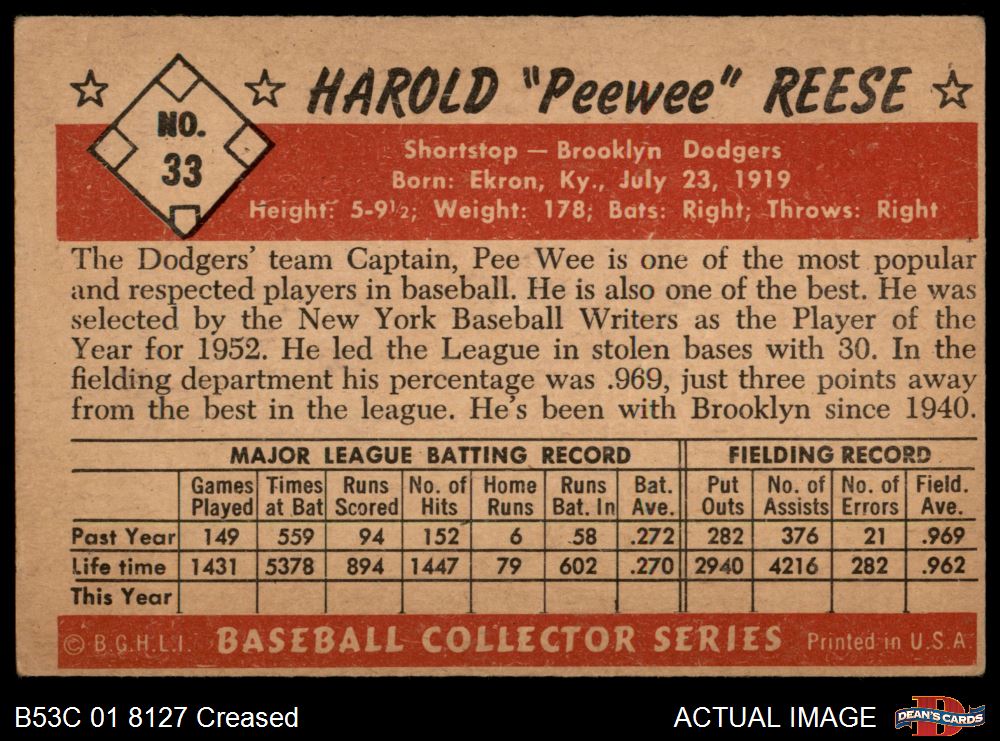 NO.
33
HAROLD "Peewee" REESE
Shortstop — Brooklyn Dodgers
Born: Ekron, Ky., July 23, 1919
Height: 5-9½; Weight: 178; Bats: Right; Throws: Right
The Dodgers' team Captain, Pee Wee is one of the most popular
and respected players in baseball. He is also one of the best. He was
selected by the New York Baseball Writers as the Player of the
Year for 1952. He led the League in stolen bases with 30. In the
fielding department his percentage was .969, just three points away
from the best in the league. He's been with Brooklyn since 1940.
MAJOR LEAGUE BATTING RECORD FIELDING RECORD
Games Times Runs No. of Home Runs Bat. Put No. of No. of Field.
Played at Bat Scored Hits Runs Bat. In Ave. Outs Assists Errors Ave.
Past Year 149 559 94 152 6 58 .272 282 376 21 .969
Life time 1431 5378 894 1447 79 602 .270 2940 4216 282 .962
This Year
© B.G.H.L.I. BASEBALL COLLECTOR SERIES Printed in U.S.A.
B53C 01 8127 Creased ACTUAL IMAGE DEAN'S CARDS